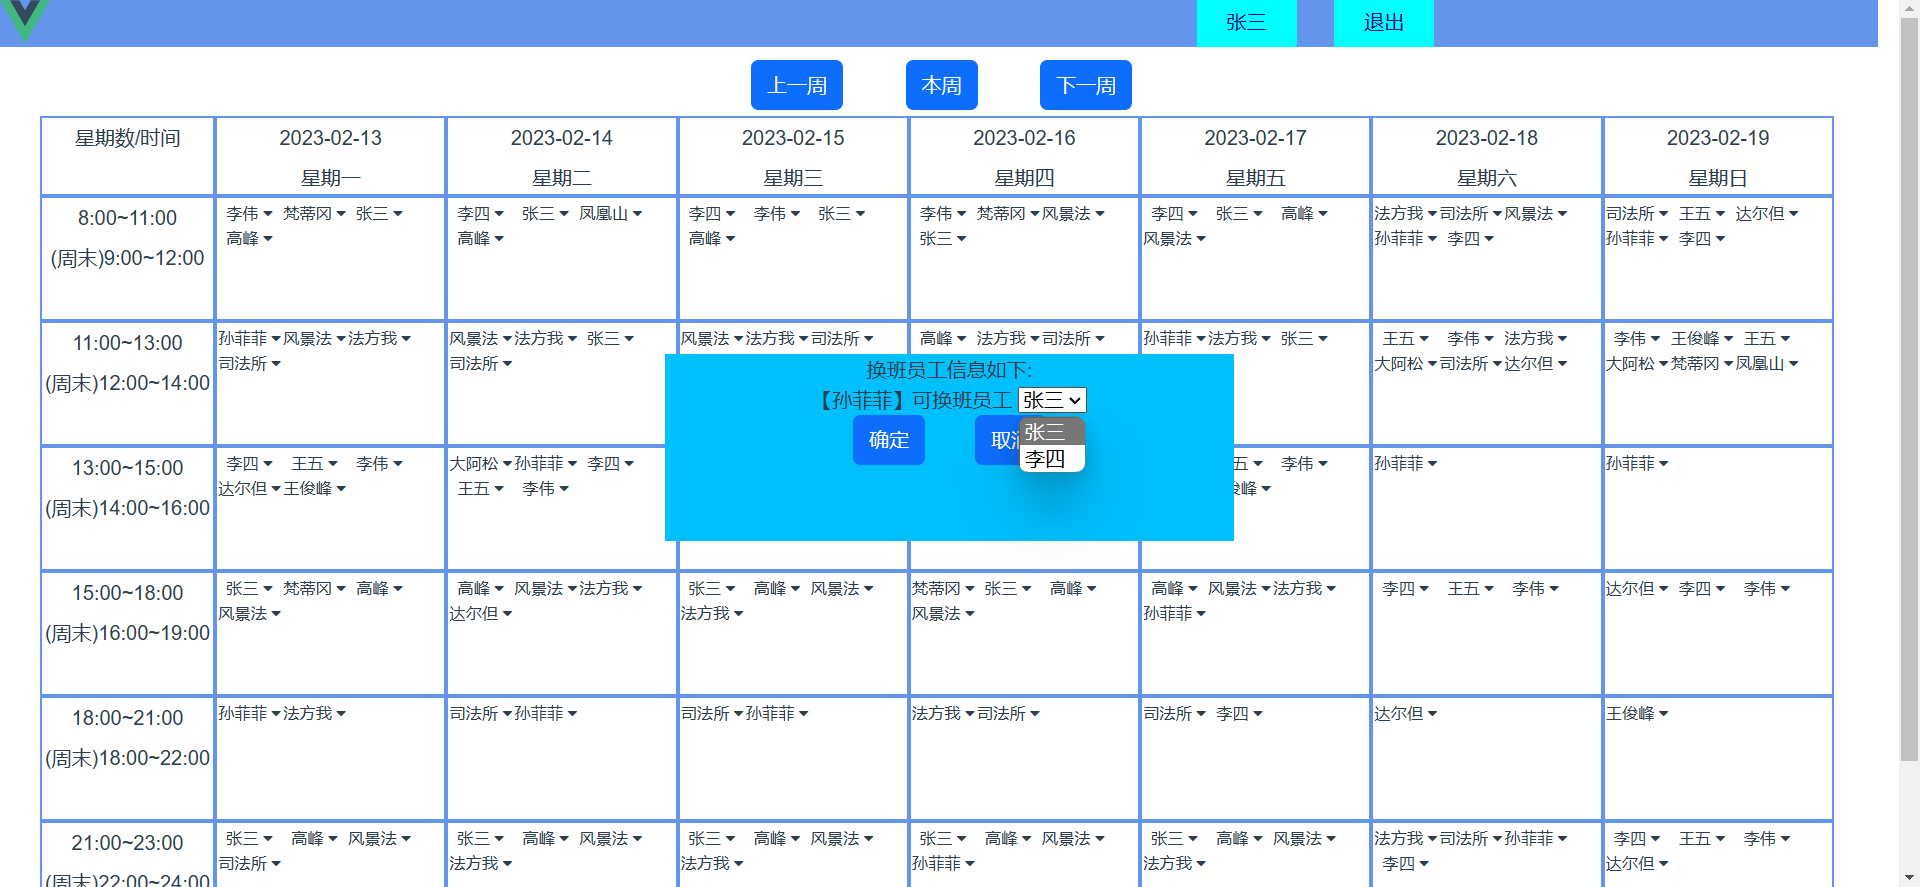 张三 退出
上一周 本周 下一周
星期数/时间 2023-02-13 2023-02-14 2023-02-15 2023-02-16 2023-02-17 2023-02-18 2023-02-19
星期一 星期二 星期三 星期四 星期五 星期六 星期日
8:00~11:00
(周末)9:00~12:00
李伟 梵蒂冈 张三
高峰
李四 张三 凤凰山
高峰
李四 李伟 张三
高峰
李伟 梵蒂冈 风景法
张三
李四 张三 高峰
风景法
法方我 司法所 风景法
孙菲菲 李四
司法所 王五 达尔但
孙菲菲 李四
11:00~13:00
(周末)12:00~14:00
孙菲菲 风景法 法方我
司法所
风景法 法方我 张三
司法所
风景法 法方我 司法所
高峰 法方我 司法所
孙菲菲 法方我 张三
王五 李伟 法方我
大阿松 司法所 达尔但
李伟 王俊峰 王五
大阿松 梵蒂冈 凤凰山
换班员工信息如下:
【孙菲菲】可换班员工 张三
确定 取消
张三
李四
13:00~15:00
(周末)14:00~16:00
李四 王五 李伟
达尔但 王俊峰
大阿松 孙菲菲 李四
王五 李伟
五 李伟
俊峰
孙菲菲
孙菲菲
15:00~18:00
(周末)16:00~19:00
张三 梵蒂冈 高峰
风景法
高峰 风景法 法方我
达尔但
张三 高峰 风景法
法方我
梵蒂冈 张三 高峰
风景法
高峰 风景法 法方我
孙菲菲
李四 王五 李伟
达尔但 李四 李伟
18:00~21:00
(周末)18:00~22:00
孙菲菲 法方我
司法所 孙菲菲
司法所 孙菲菲
法方我 司法所
司法所 李四
达尔但
王俊峰
21:00~23:00
(周末)22:00~24:00
张三 高峰 风景法
司法所
张三 高峰 风景法
法方我
张三 高峰 风景法
法方我
张三 高峰 风景法
孙菲菲
张三 高峰 风景法
法方我
法方我 司法所 孙菲菲
李四
李四 王五 李伟
达尔但